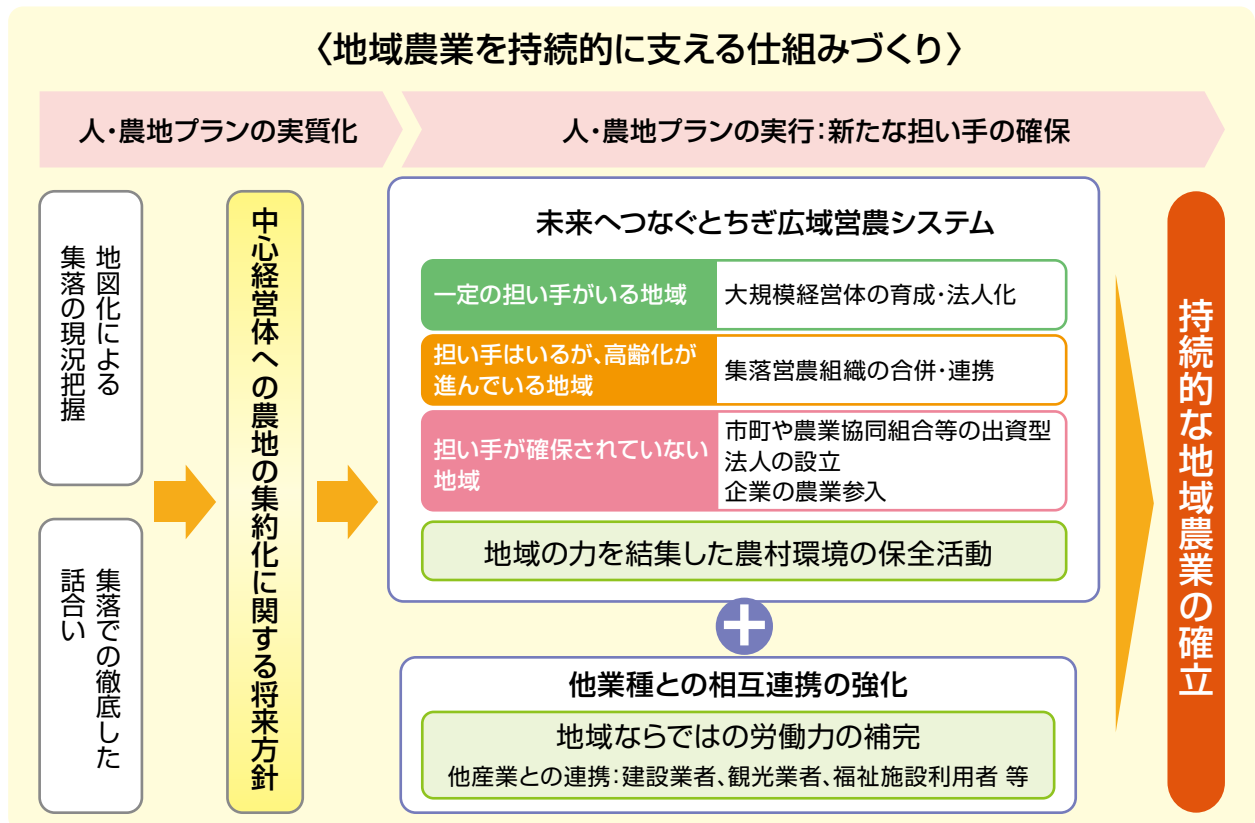 〈地域農業を持続的に支える仕組みづくり〉
人・農地プランの実質化
人・農地プランの実行：新たな担い手の確保
地図化による
集落の現況把握
集落での徹底した
話合い
中心経営体への農地の集約化に関する将来方針
未来へつなぐとちぎ広域営農システム
一定の担い手がいる地域
大規模経営体の育成・法人化
担い手はいるが、高齢化が
進んでいる地域
集落営農組織の合併・連携
担い手が確保されていない
地域
市町や農業協同組合等の出資型
法人の設立
企業の農業参入
地域の力を結集した農村環境の保全活動
他業種との相互連携の強化
地域ならではの労働力の補完
他産業との連携：建設業者、観光業者、福祉施設利用者 等
持続的な地域農業の確立